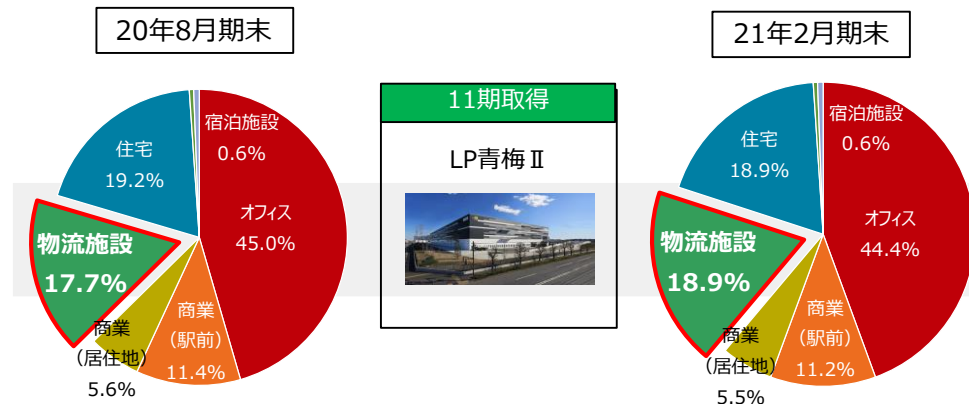 20年8月期末
宿泊施設
0.6%
住宅
19.2%
オフィス
45.0%
物流施設
17.7%
商業
(居住地)
5.6%
商業
(駅前)
11.4%
11期取得
LP青梅Ⅱ
21年2月期末
宿泊施設
0.6%
住宅
18.9%
オフィス
44.4%
物流施設
18.9%
商業
(居住地)
5.5%
商業
(駅前)
11.2%